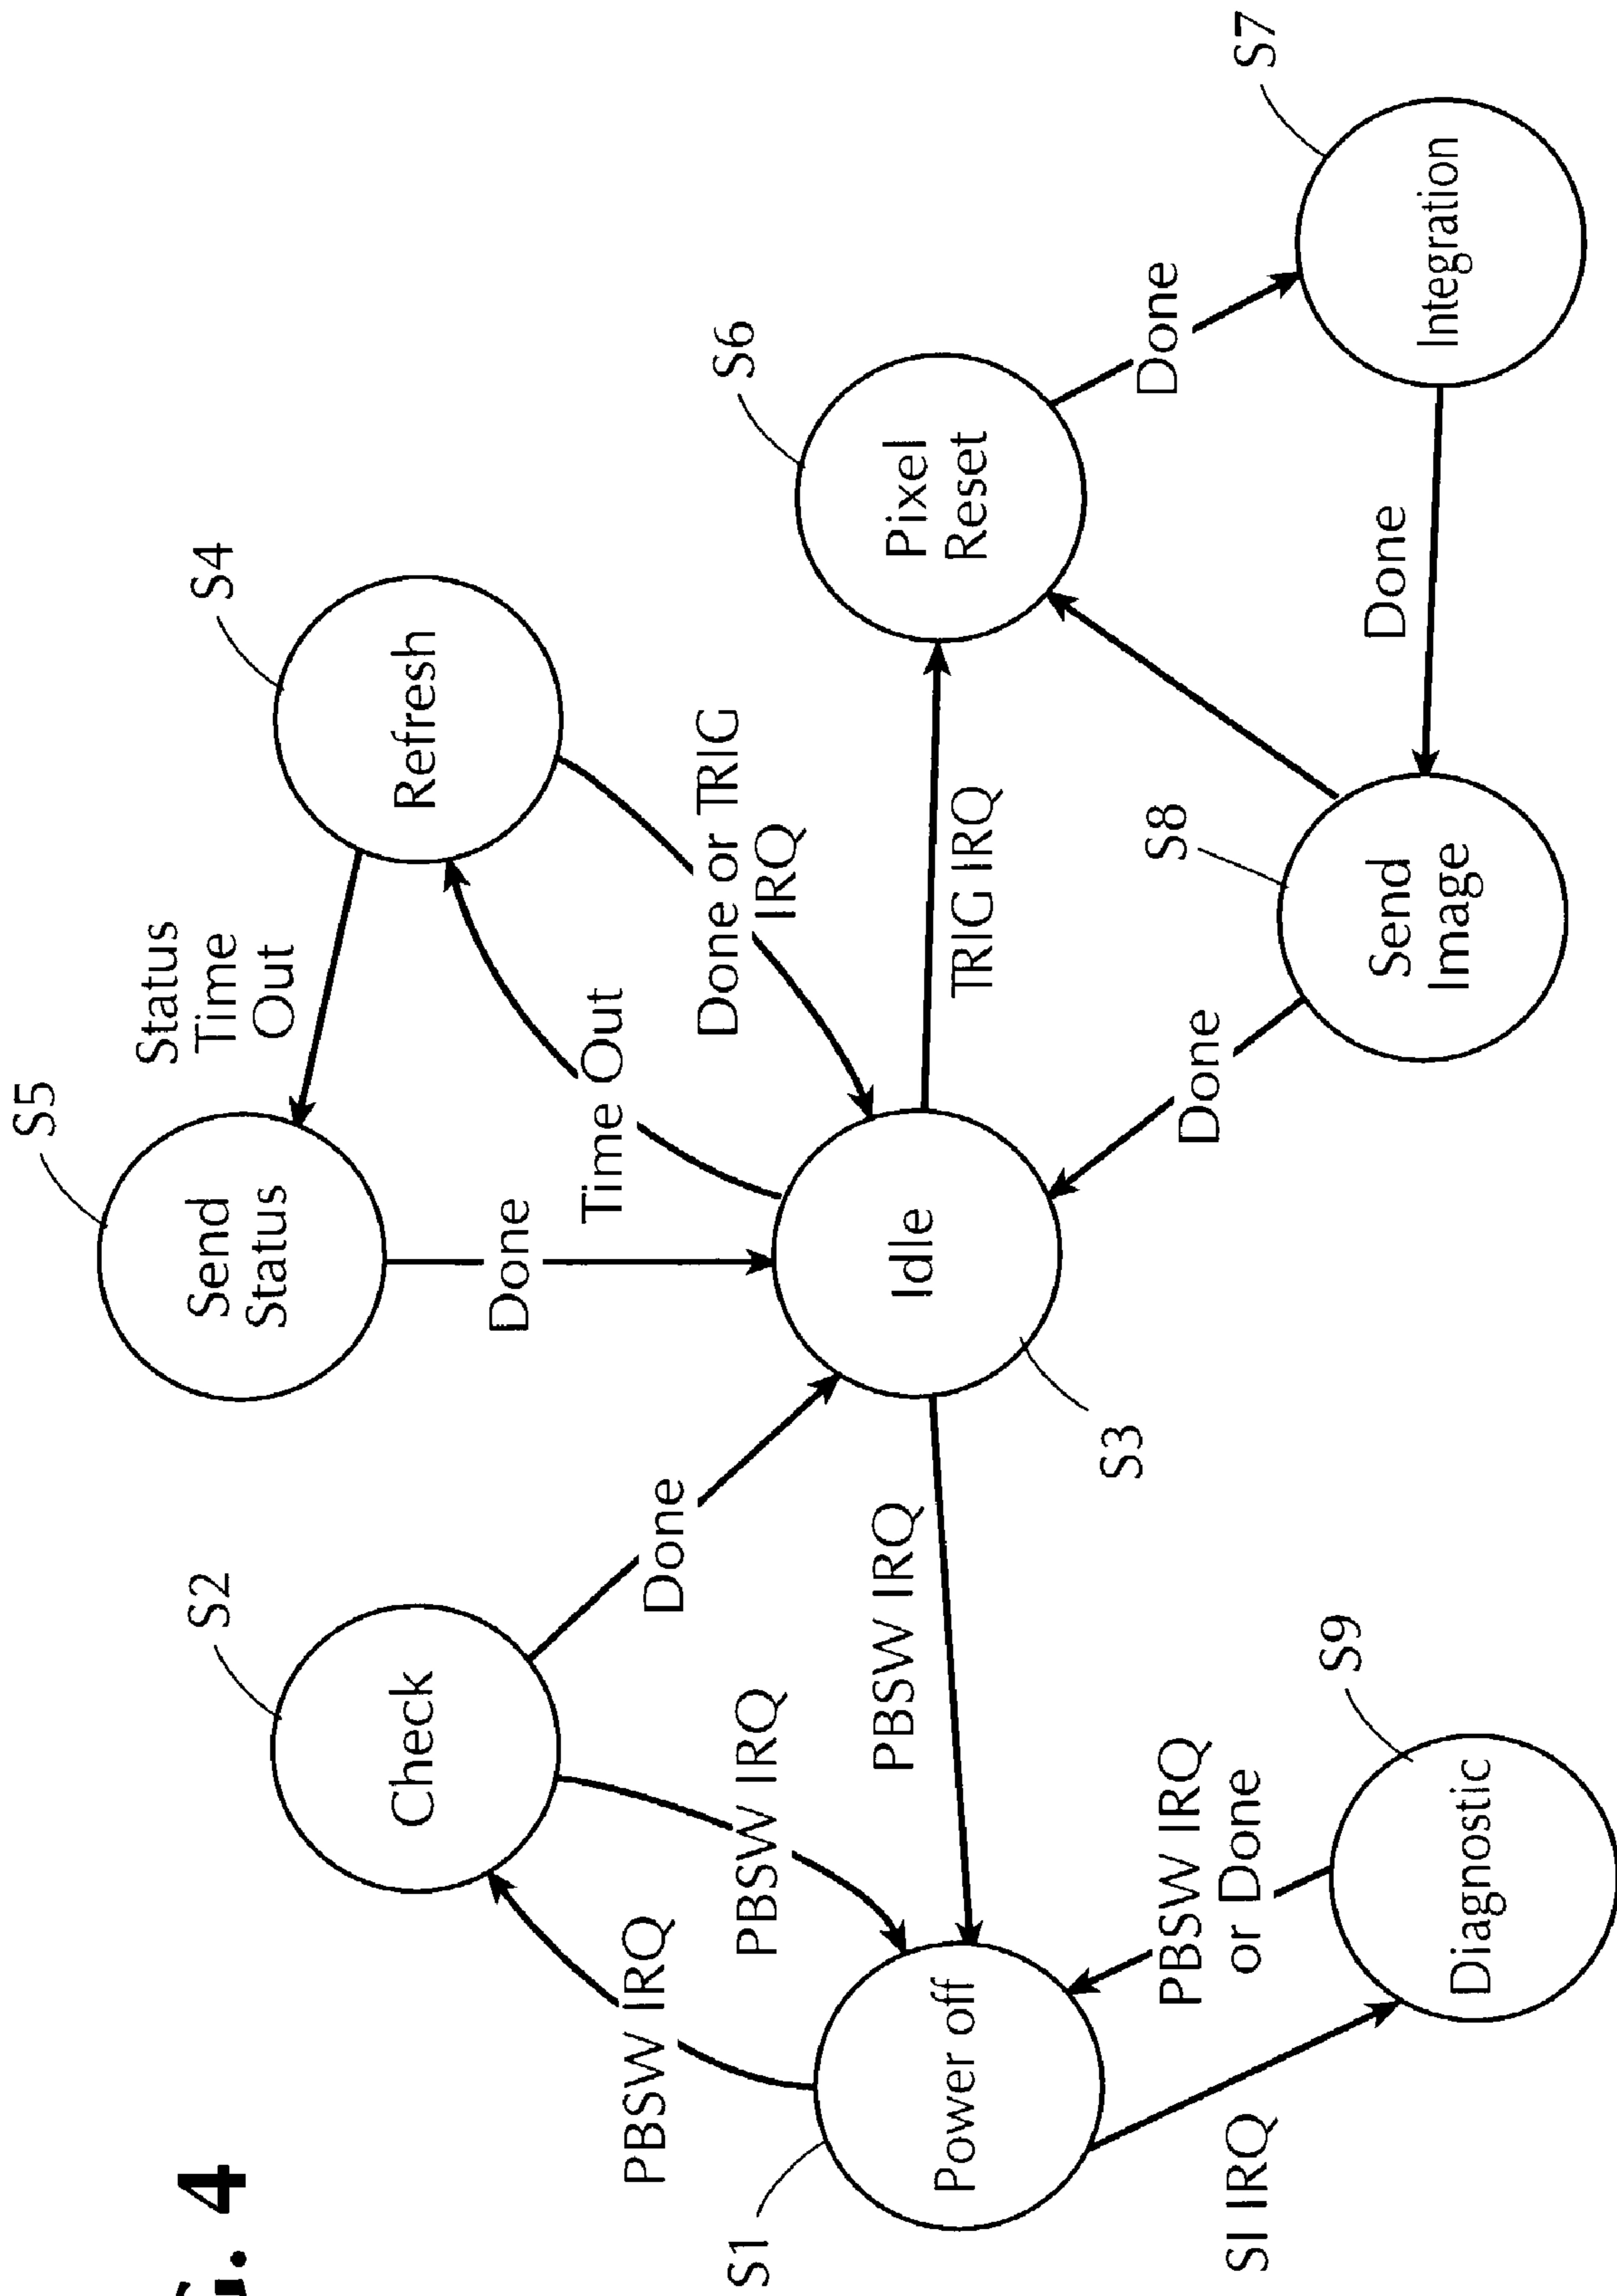 S5
Send
Status
Status
Time
Out
S4
Refresh
S2
Check
Done
Time Out
Done or TRIG
IRQ
S6
Pixel
Reset
PBSW IRQ
PBSW IRQ
Done
PBSW IRQ
Idle
TRIG IRQ
Done
S7
Integration
S1
Power off
S3
Done
S8
Send
Image
Done
SI IRQ
PBSW IRQ
or Done
S9
Diagnostic
. 4